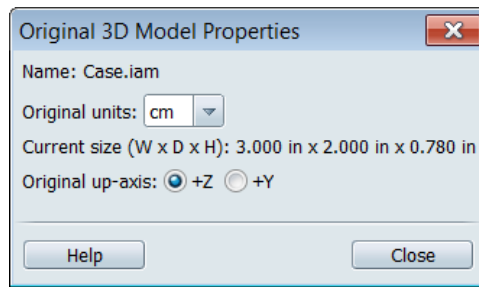 Original 3D Model Properties
Name: Case.iam
Original units: cm
Current size (W x D x H): 3.000 in x 2.000 in x 0.780 in
Original up-axis: +Z +Y
Help Close